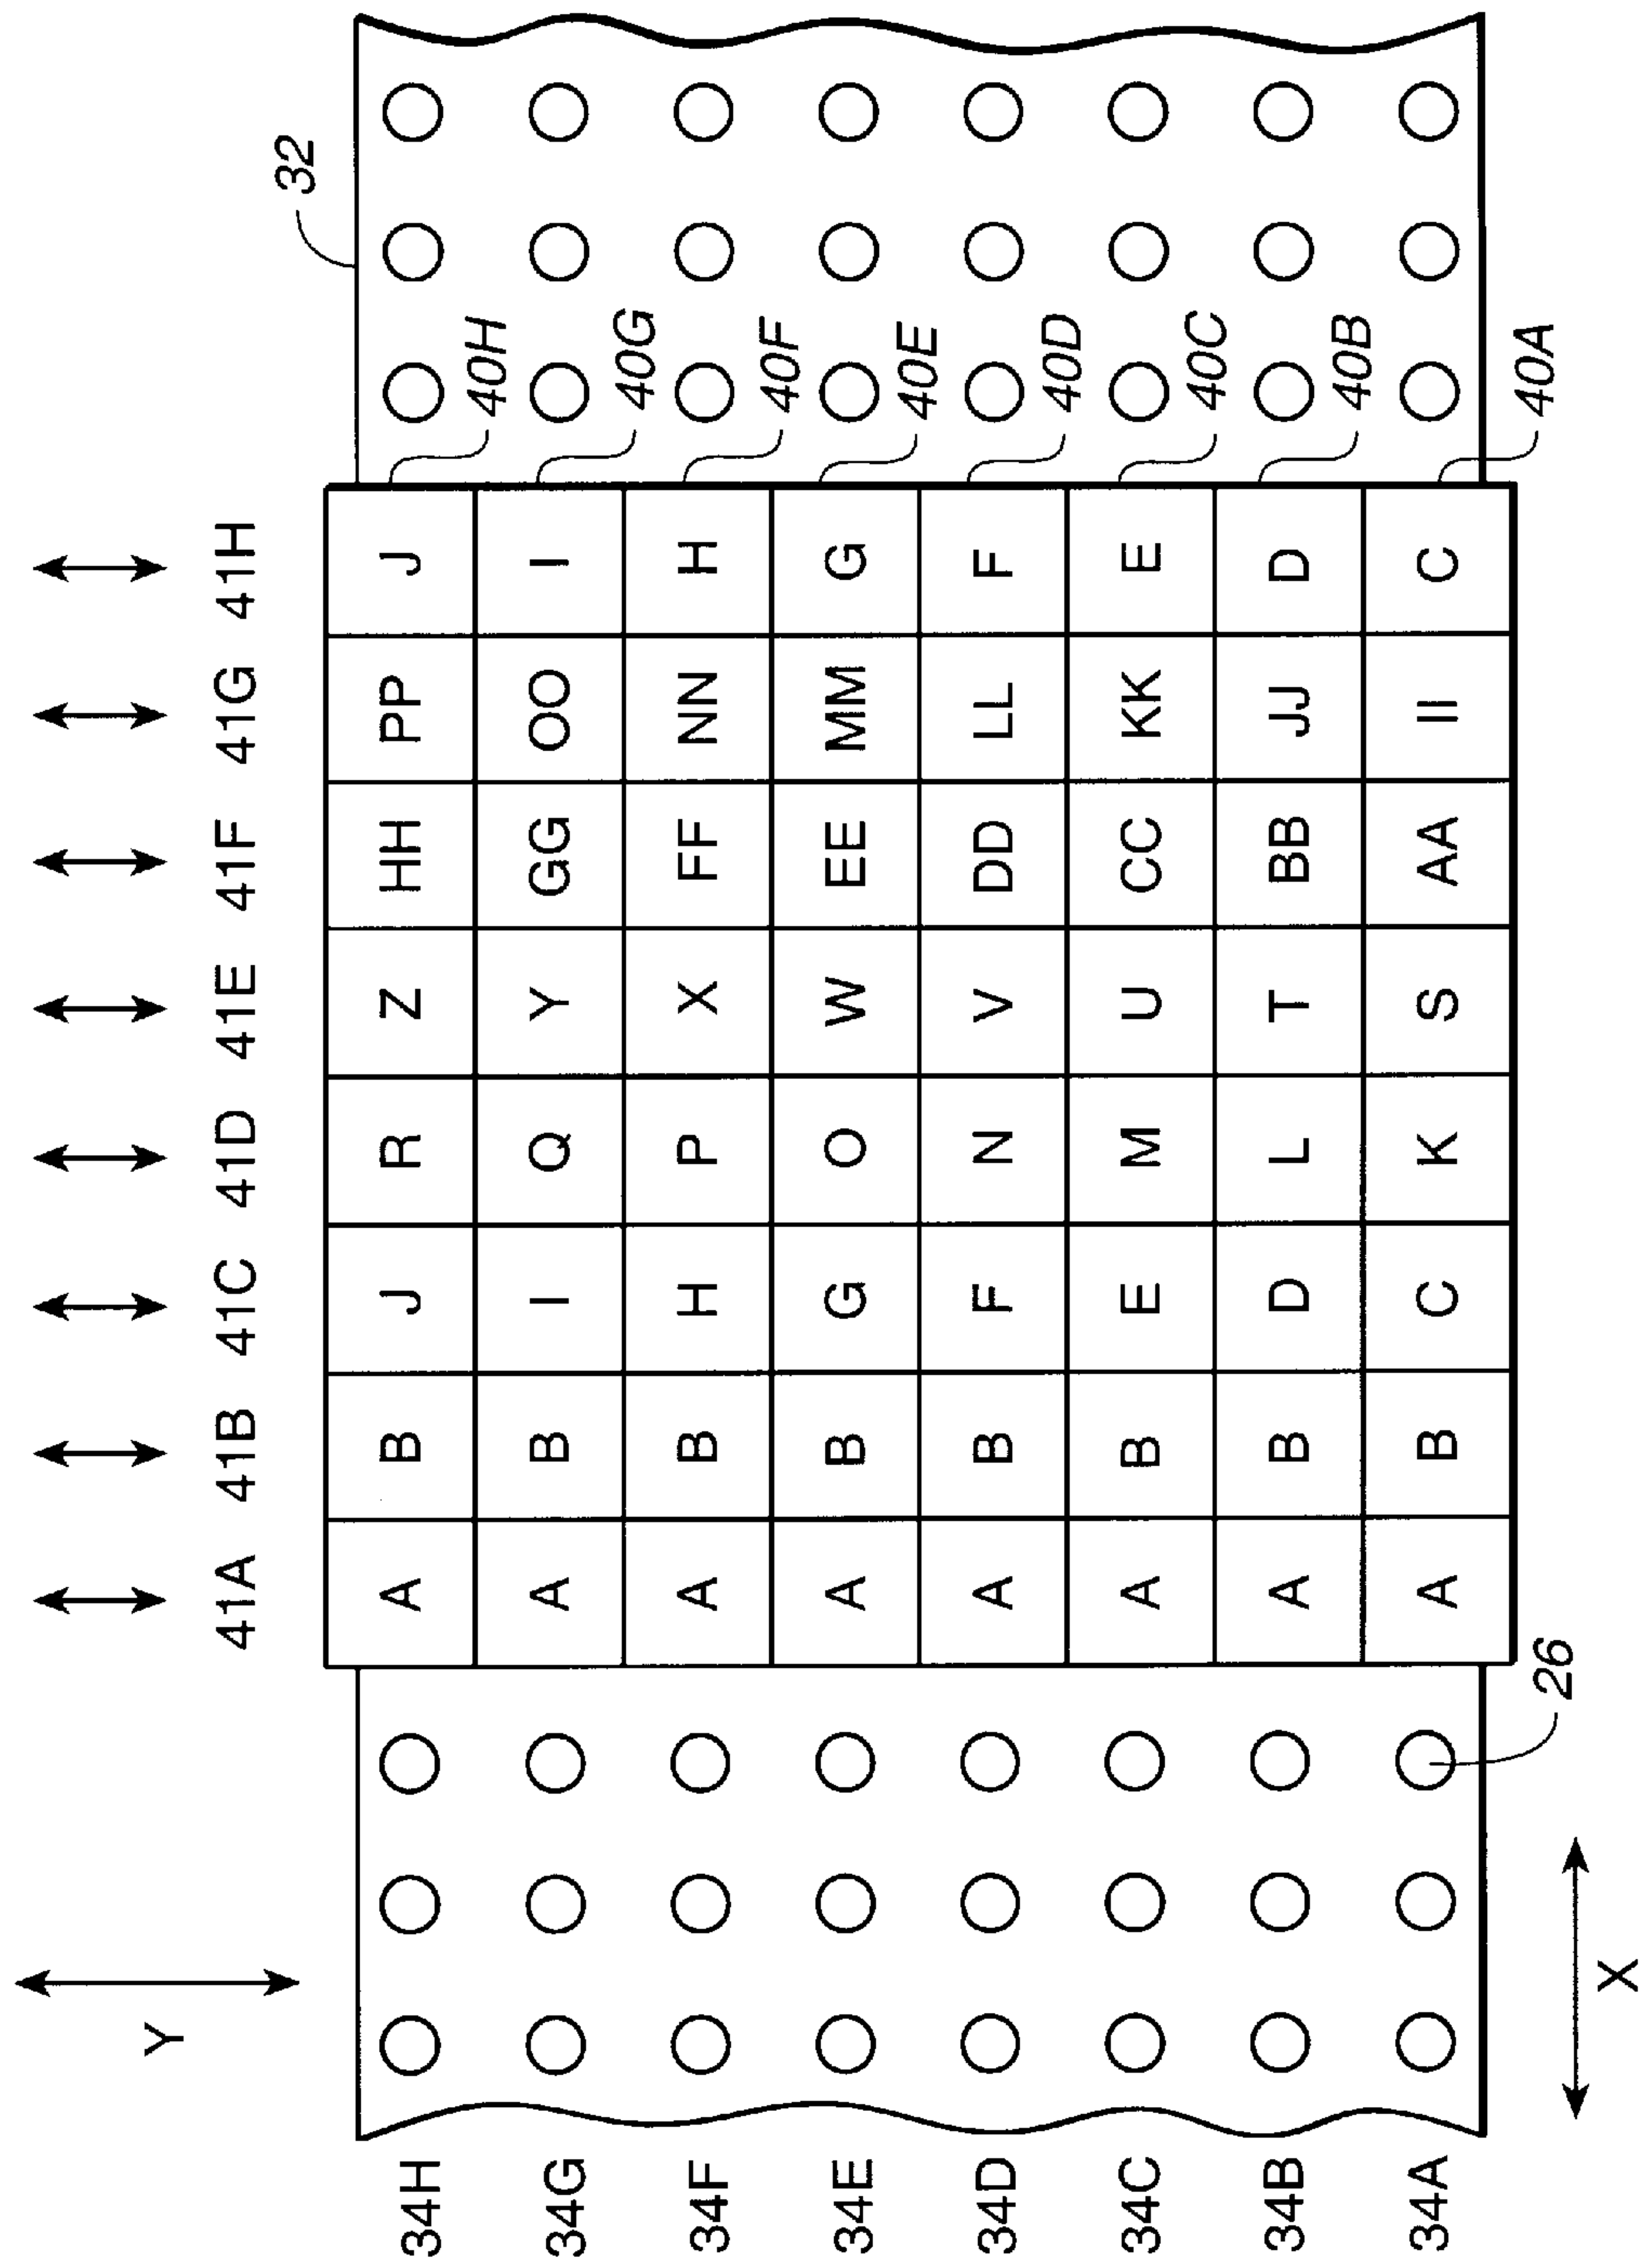 Y
41A 41B 41C 41D 41E 41F 41G 41H
32
34H A B J R Z HH PP J
40H
34G A B I Q Y GG OO I
40G
34F A B H P X FF NN H
40F
34E A B G O W EE MM G
40E
34D A B F N V DD LL F
40D
34C A B E M U CC KK E
40C
34B A B D L T BB JJ D
40B
34A A B C K S AA II C
40A
26
X